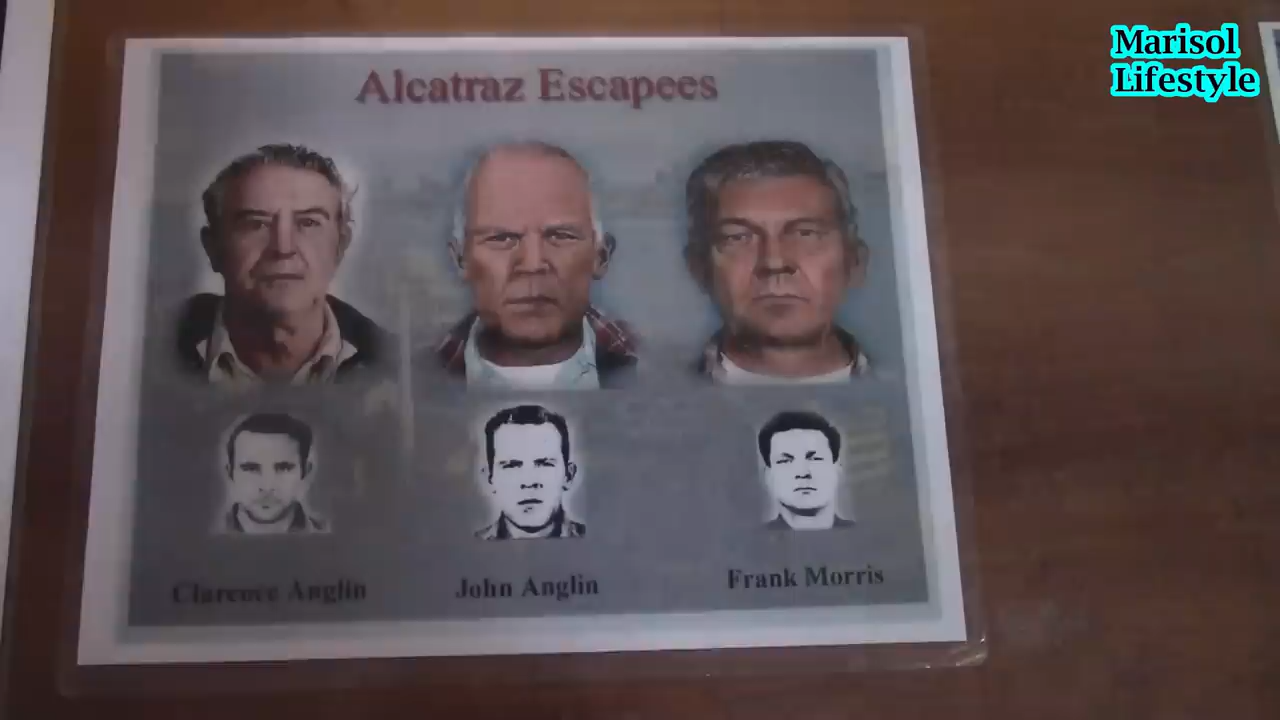 Marisol
Lifestyle
Alcatraz Escapees
Clarence Anglin
John Anglin
Frank Morris